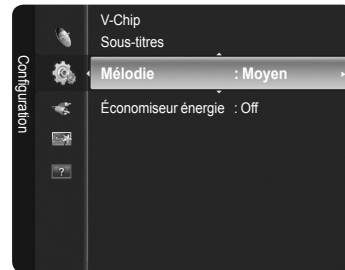 Configuration
V-Chip
Sous-titres
Mélodie : Moyen
Économiseur énergie : Off
?